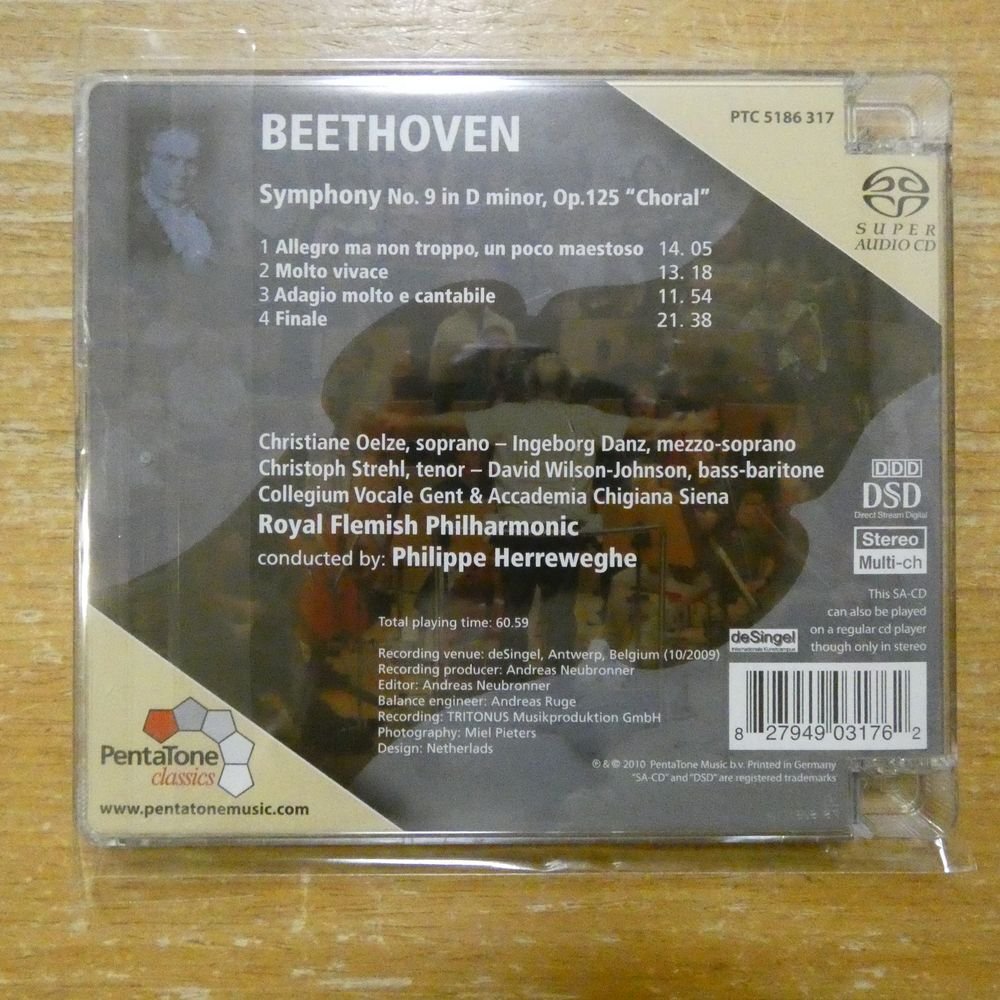 BEETHOVEN
PTC 5186 317
Symphony No. 9 in D minor, Op.125 “Choral”
SUPER
AUDIO CD
1 Allegro ma non troppo, un poco maestoso 14. 05
2 Molto vivace 13. 18
3 Adagio molto e cantabile 11. 54
4 Finale 21. 38
Christiane Oelze, soprano – Ingeborg Danz, mezzo-soprano
Christoph Strehl, tenor – David Wilson-Johnson, bass-baritone
Collegium Vocale Gent & Accademia Chigiana Siena
Royal Flemish Philharmonic
conducted by: Philippe Herreweghe
DDD
DSD
Direct Stream Digital
Stereo
Multi-ch
This SA-CD
can also be played
on a regular cd player
though only in stereo
Total playing time: 60.59
Recording venue: deSingel, Antwerp, Belgium (10/2009)
Recording producer: Andreas Neubronner
Editor: Andreas Neubronner
Balance engineer: Andreas Ruge
Recording: TRITONUS Musikproduktion GmbH
Photography: Miel Pieters
Design: Netherlads
deSingel
Internationale Kunstcampus
8 27949 03176 2
℗ & © 2010 PentaTone Music b.v. Printed in Germany
"SA-CD" and "DSD" are registered trademarks
PentaTone
classics
www.pentatonemusic.com